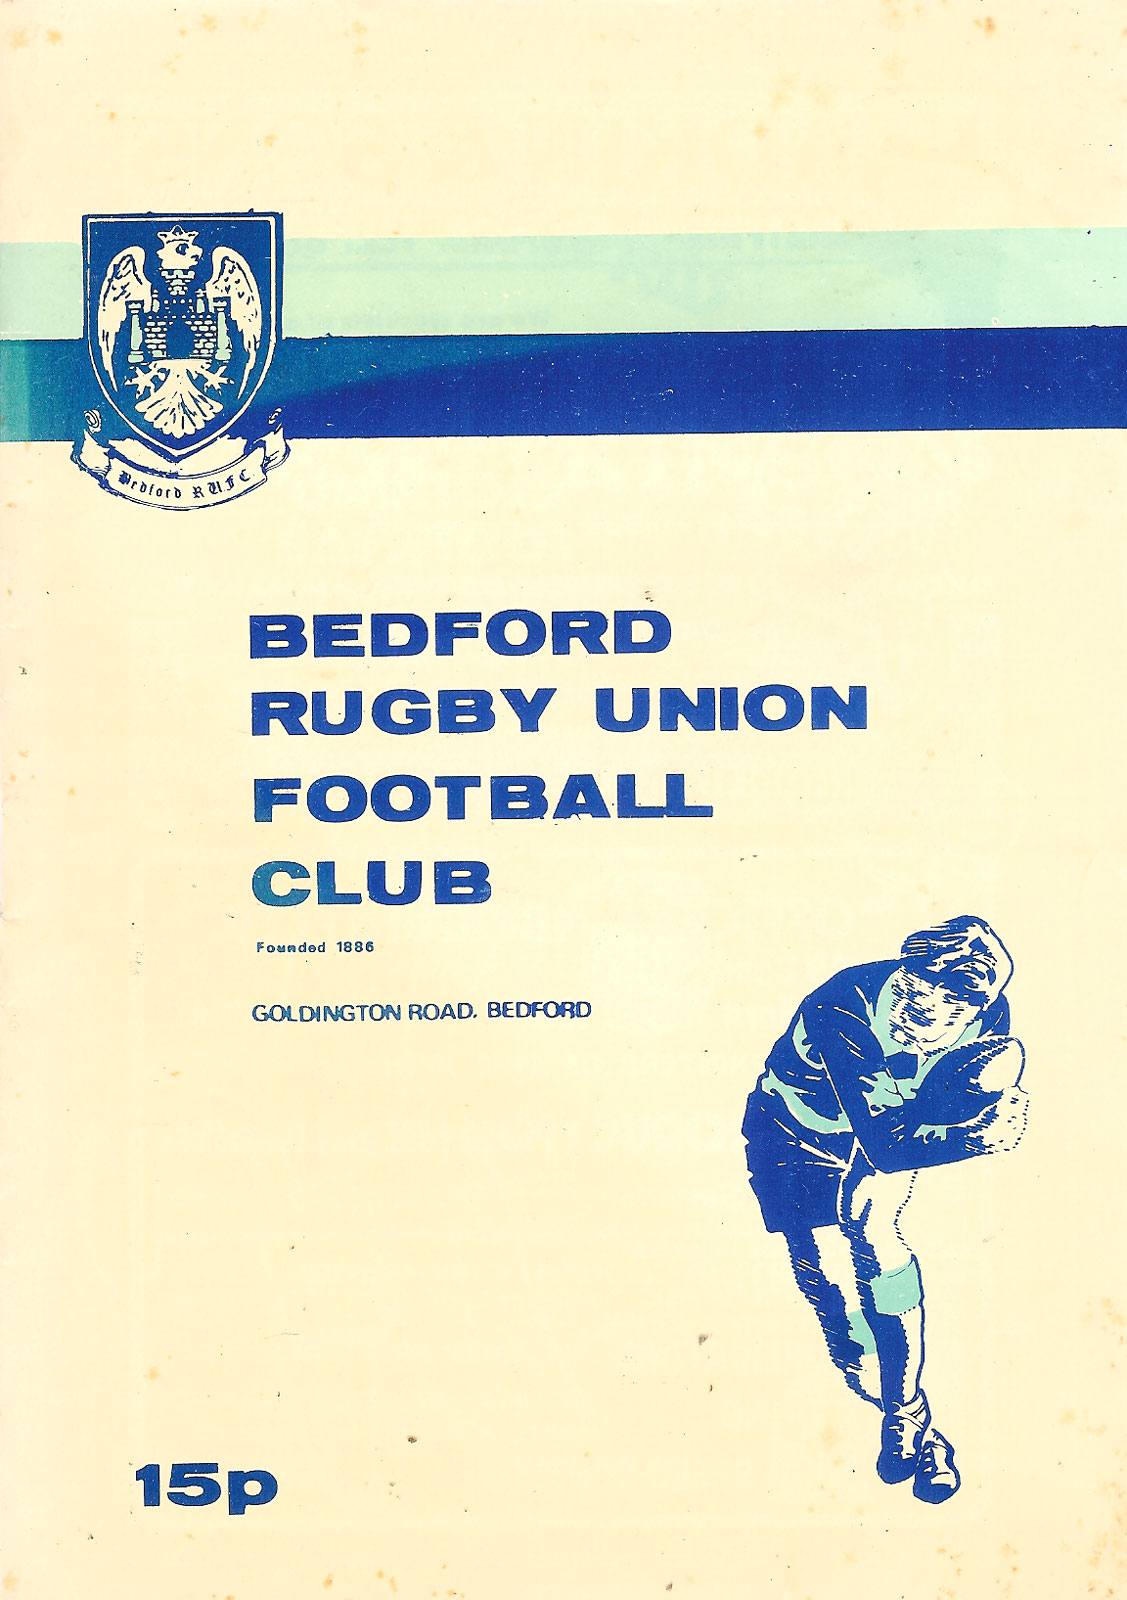 Bedford R.U.F.C.
BEDFORD
RUGBY UNION
FOOTBALL
CLUB
Founded 1886
GOLDINGTON ROAD. BEDFORD
15p